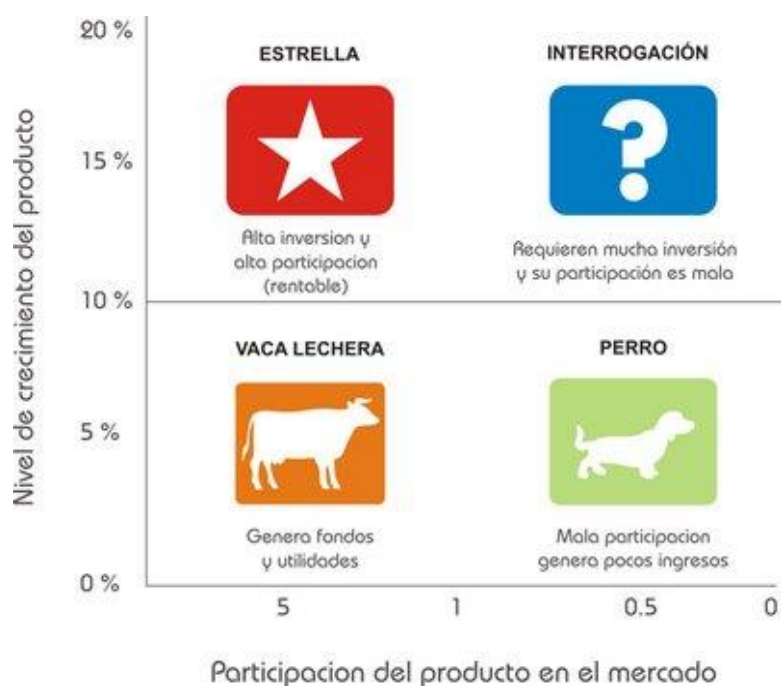 20 %
ESTRELLA
INTERROGACIÓN
?
15 %
Alta inversion y
alta participacion
(rentable)
Requieren mucha inversión
y su participación es mala
10 %
VACA LECHERA
PERRO
5 %
Genera fondos
y utilidades
Mala participacion
genera pocos ingresos
0 %
5
1
0.5
0
Nivel de crecimiento del producto
Participacion del producto en el mercado